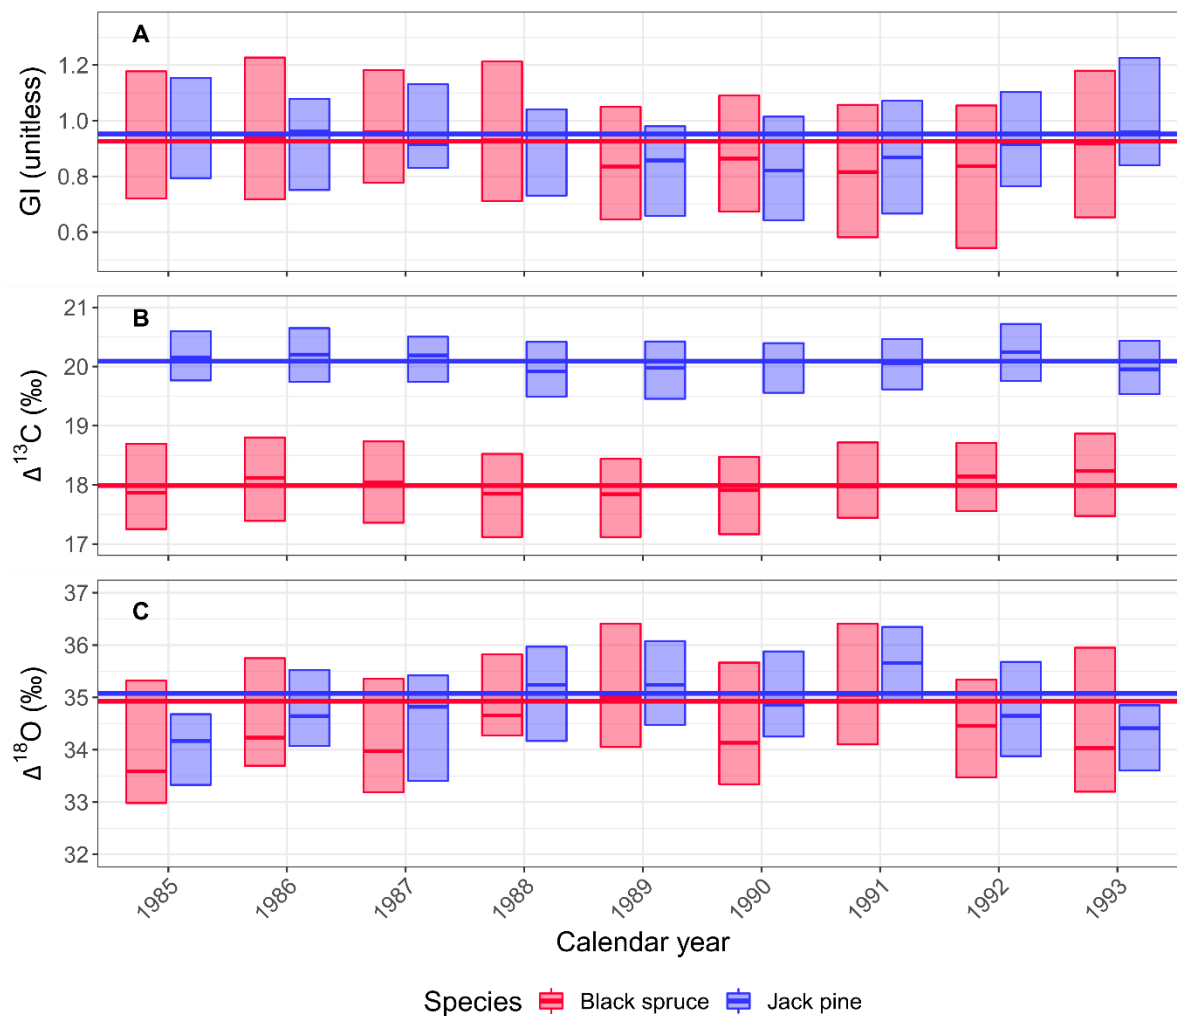 A
GI (unitless)
1.2
1.0
0.8
0.6
B
Δ¹³C (‰)
21
20
19
18
17
C
Δ¹⁸O (‰)
37
36
35
34
33
32
1985 1986 1987 1988 1989 1990 1991 1992 1993
Calendar year
Species Black spruce Jack pine